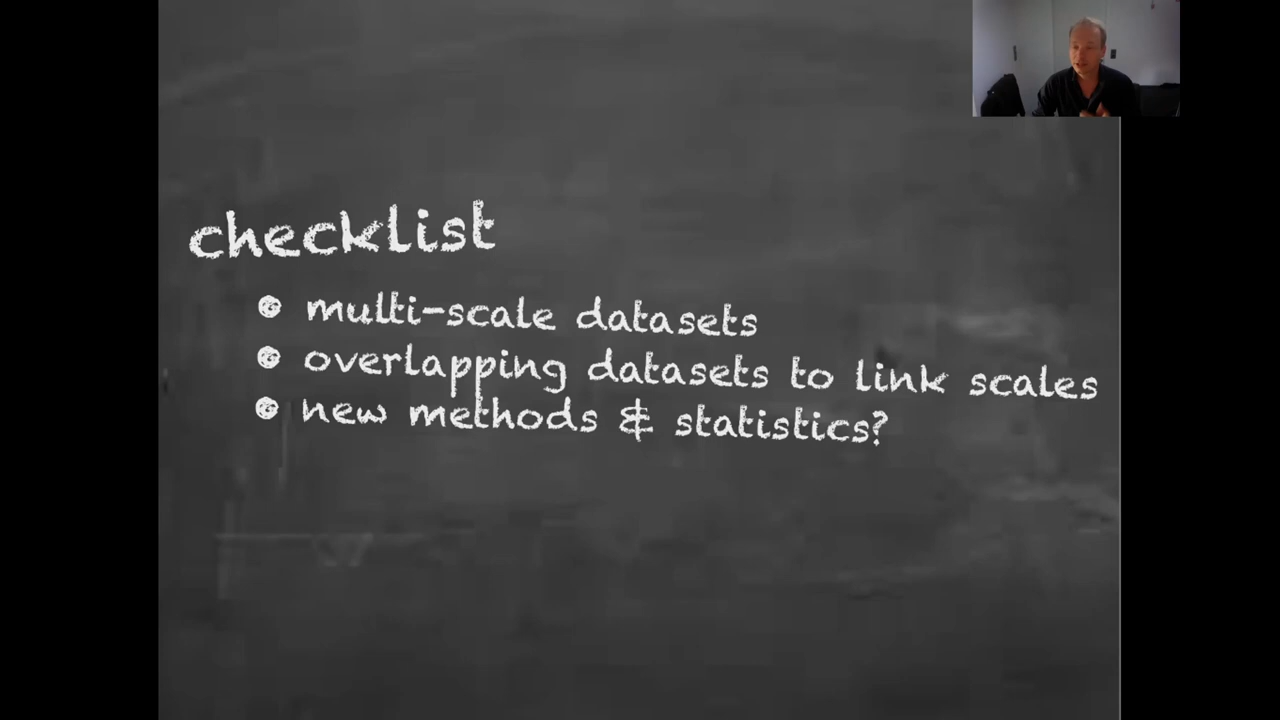 checklist
• multi-scale datasets
• overlapping datasets to link scales
• new methods & statistics?